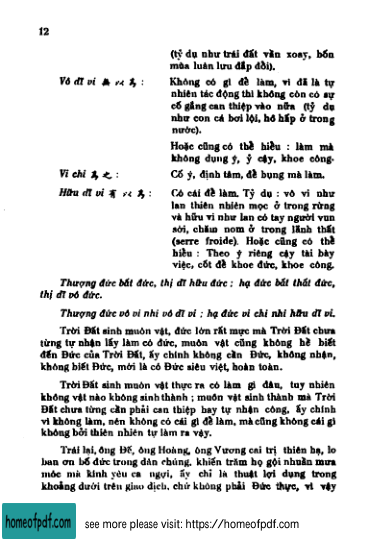 12
(tỷ dụ như trái đất vần xoay, bốn
mùa luân lưu đắp đổi).
Vô dĩ vi 無 以 為 : Không có gì để làm, vì đã là tự
nhiên tác động thì không còn có sự
cố gắng can thiệp vào nữa (tỷ dụ
như con cá bơi lội, hô hấp ở trong
nước).
Hoặc cũng có thể hiểu : làm mà
không dụng ý, ỷ cậy, khoe công.
Vi chi 為 之 : Cố ý, định tâm, để bụng mà làm.
Hữu dĩ vi 有 以 為 : Có cái để làm. Tỷ dụ : vô vi như
lan thiên nhiên mọc ở trong rừng
và hữu vi như lan có tay người vun
sới, chăm nom ở trong lãnh thất
(serre froide). Hoặc cũng có thể
hiểu : Theo ý riêng cậy tài bày
việc, cốt để khoe đức, khoe công.
Thượng đức bất đức, thị dĩ hữu đức ; hạ đức bất thất đức,
thị dĩ vô đức.
Thượng đức vô vi nhi vô dĩ vi ; hạ đức vi chi nhi hữu dĩ vi.
Trời Đất sinh muôn vật, đức lớn rất mực mà Trời Đất chưa
từng tự nhận lấy làm có đức, muôn vật cũng không hề biết
đến Đức của Trời Đất, ấy chính không cần Đức, không nhận,
không biết Đức, mới là có Đức siêu việt, hoàn toàn.
Trời Đất sinh muôn vật thực ra có làm gì đâu, tuy nhiên
không vật nào không sinh thành ; muôn vật sinh thành mà Trời
Đất chưa từng cần phải can thiệp hay tự nhận công, ấy chính
vì không làm, nên không có cái gì để làm, mà cũng không cái gì
không bởi thiên nhiên tự làm ra vậy.
Trái lại, ông Đế, ông Hoàng, ông Vương cai trị thiên hạ, lo
ban ơn bố đức trong dân chúng, khiến trăm họ gội nhuần mưa
móc mà kính yêu ca ngợi, ấy chỉ là thuật lợi dụng trong
khoảng dưới trên giao dịch, chứ không phải Đức thực, vì vậy
homeofpdf.com
see more please visit: https://homeofpdf.com